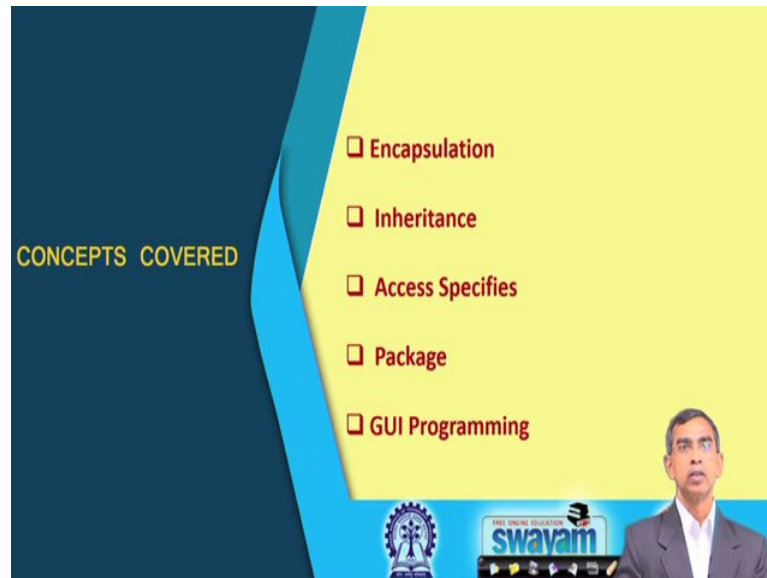 CONCEPTS COVERED
❑ Encapsulation
❑ Inheritance
❑ Access Specifies
❑ Package
❑ GUI Programming
FREE ONLINE EDUCATION
swayam